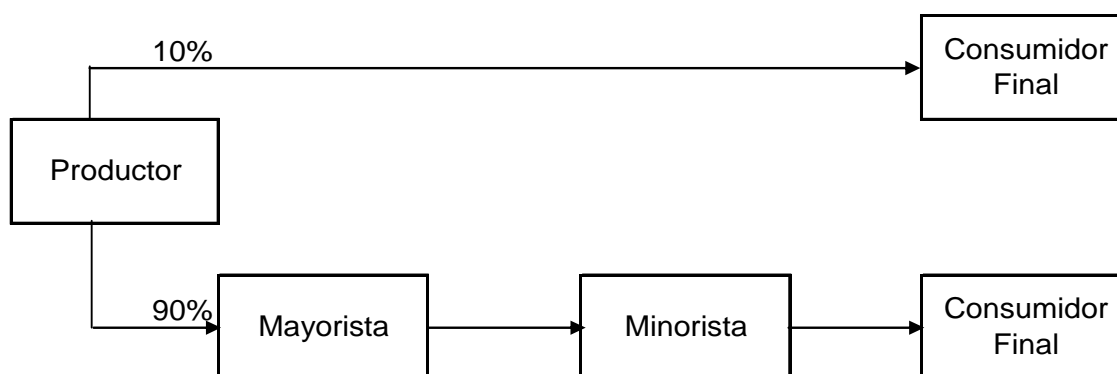 10%
Consumidor
Final
Productor
90%
Mayorista
Minorista
Consumidor
Final